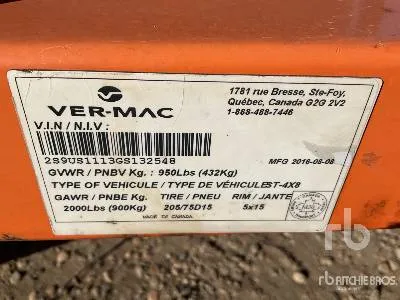 VER-MAC
1781 rue Bresse, Ste-Foy,
Québec, Canada G2G 2V2
1-888-488-7446
V.I.N / N.I.V :
2S9US1113GS132548
MFG 2016-08-08
GVWR / PNBV Kg. : 950Lbs (432Kg)
TYPE OF VEHICULE / TYPE DE VÉHICULE ST-4X8
GAWR / PNBE Kg. TIRE / PNEU RIM / JANTE
2000Lbs (900Kg) 205/75D15 5x15
MADE IN CANADA
rb
rb RITCHIE BROS.